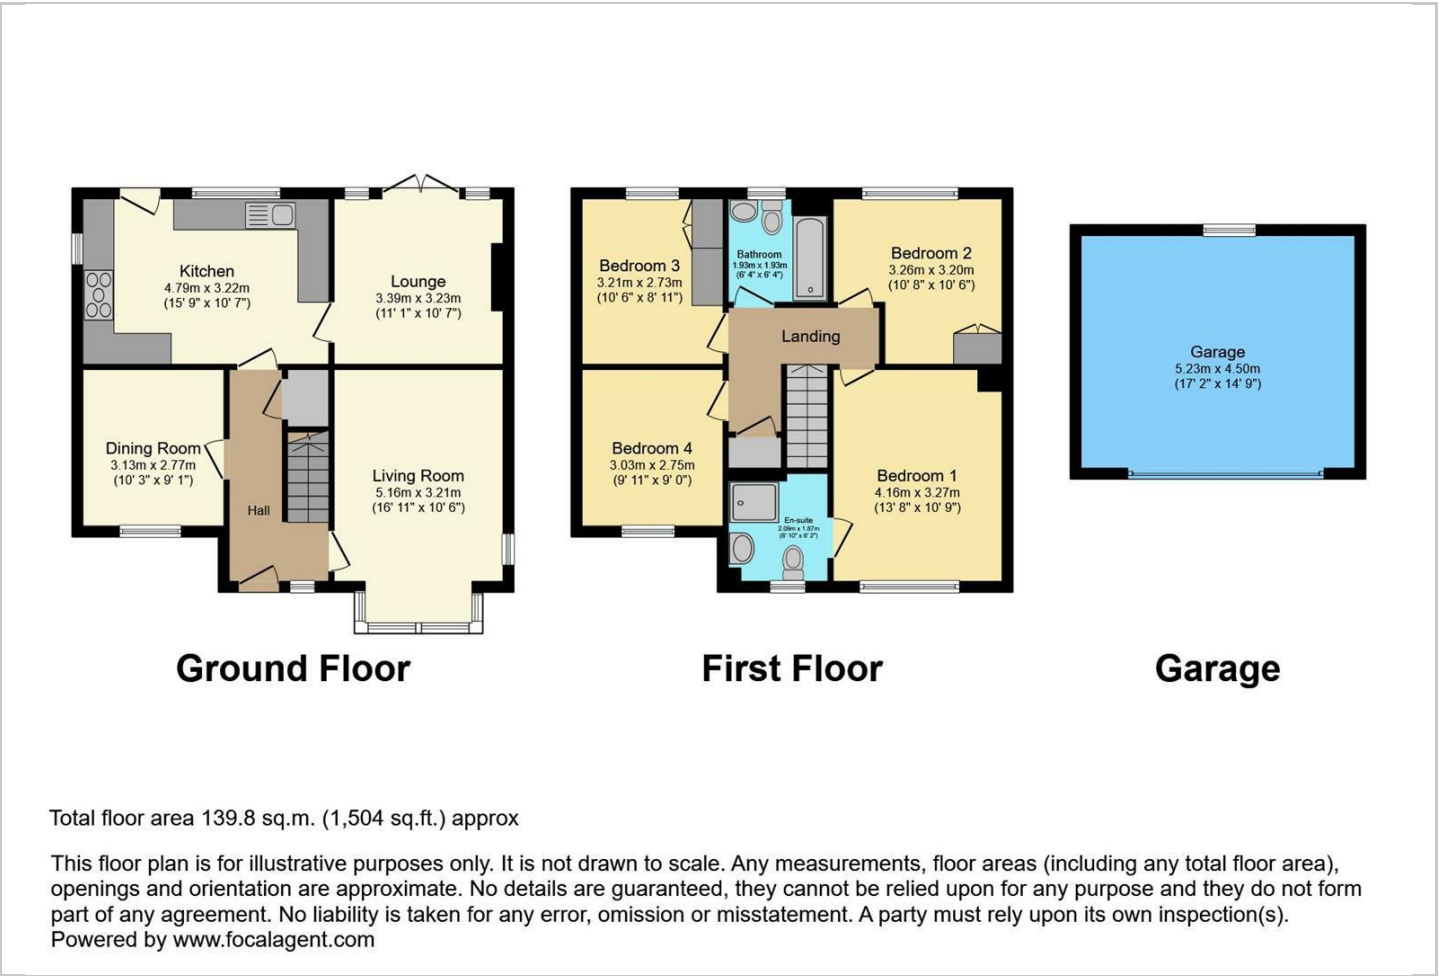 Kitchen
4.79m x 3.22m
(15' 9" x 10' 7")
Lounge
3.39m x 3.23m
(11' 1" x 10' 7")
Dining Room
3.13m x 2.77m
(10' 3" x 9' 1")
Hall
Living Room
5.16m x 3.21m
(16' 11" x 10' 6")
Ground Floor
Bedroom 3
3.21m x 2.73m
(10' 6" x 8' 11")
Bathroom
1.93m x 1.93m
(6' 4" x 6' 4")
Bedroom 2
3.26m x 3.20m
(10' 8" x 10' 6")
Landing
Bedroom 4
3.03m x 2.75m
(9' 11" x 9' 0")
En-suite
2.09m x 1.87m
(6' 10" x 6' 2")
Bedroom 1
4.16m x 3.27m
(13' 8" x 10' 9")
First Floor
Garage
5.23m x 4.50m
(17' 2" x 14' 9")
Garage
Total floor area 139.8 sq.m. (1,504 sq.ft.) approx
This floor plan is for illustrative purposes only. It is not drawn to scale. Any measurements, floor areas (including any total floor area),
openings and orientation are approximate. No details are guaranteed, they cannot be relied upon for any purpose and they do not form
part of any agreement. No liability is taken for any error, omission or misstatement. A party must rely upon its own inspection(s).
Powered by www.focalagent.com